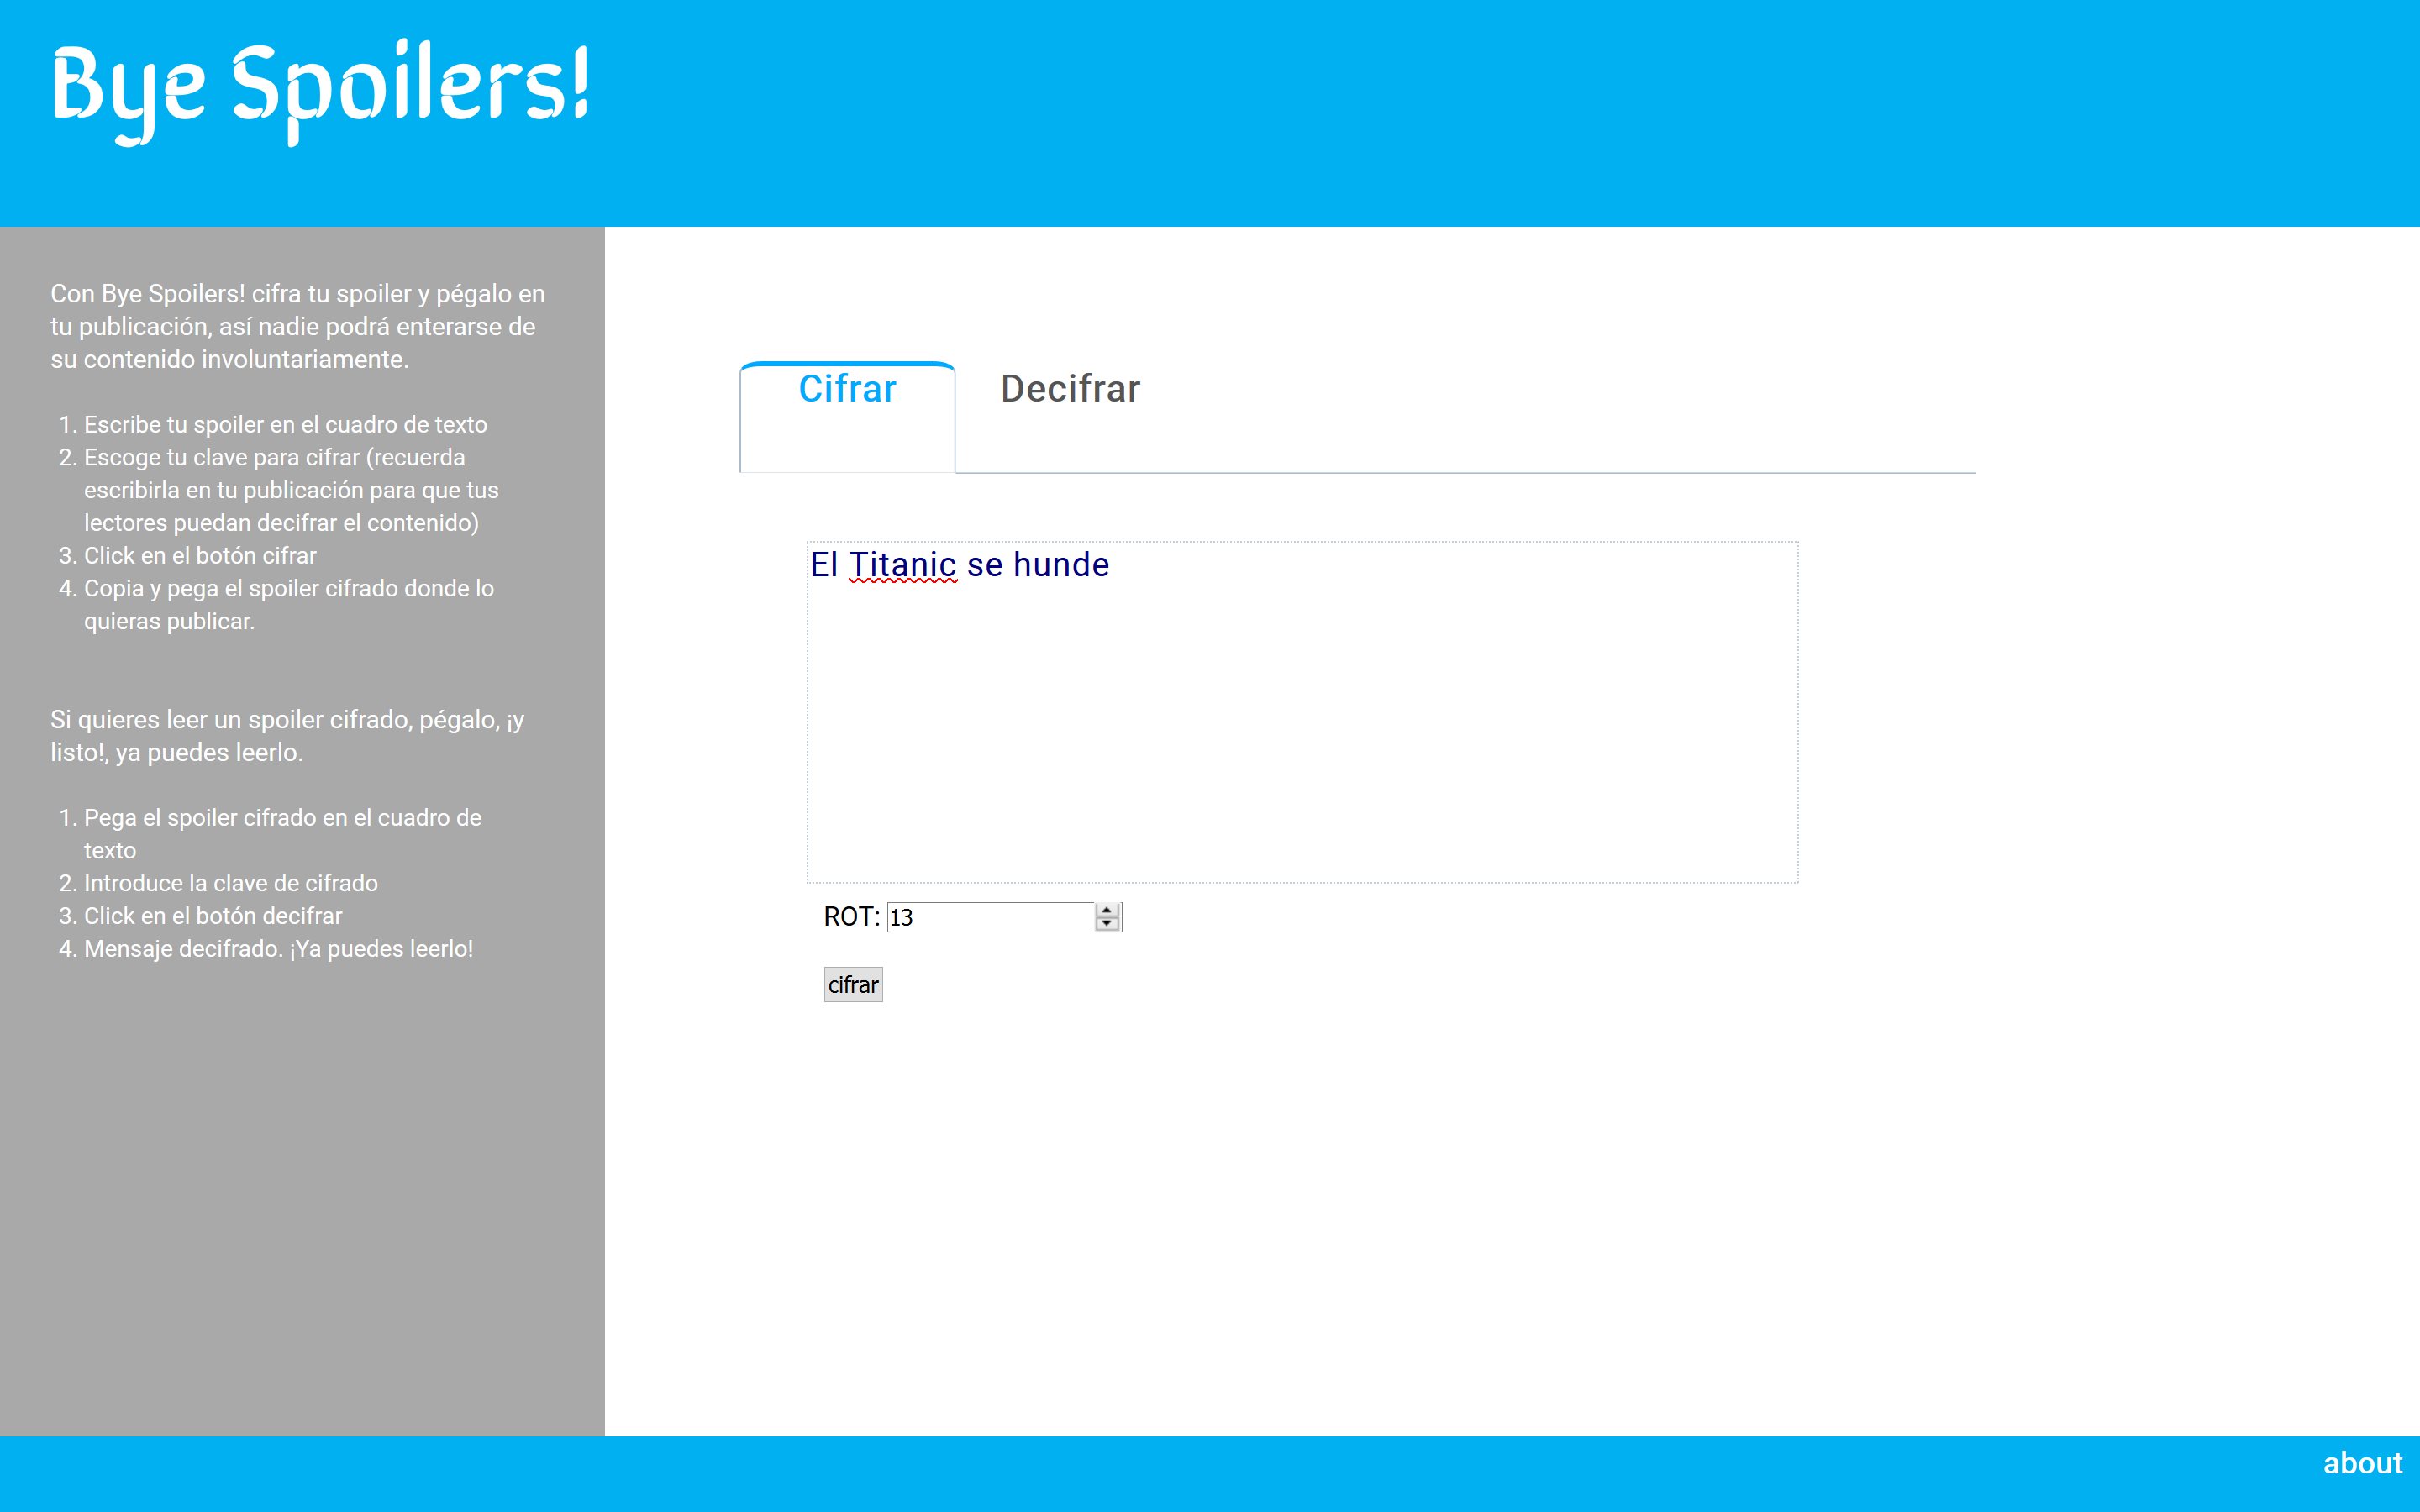 Bye Spoilers!
Con Bye Spoilers! cifra tu spoiler y pégalo en
tu publicación, así nadie podrá enterarse de
su contenido involuntariamente.
1. Escribe tu spoiler en el cuadro de texto
2. Escoge tu clave para cifrar (recuerda
escribirla en tu publicación para que tus
lectores puedan decifrar el contenido)
3. Click en el botón cifrar
4. Copia y pega el spoiler cifrado donde lo
quieras publicar.
Si quieres leer un spoiler cifrado, pégalo, ¡y
listo!, ya puedes leerlo.
1. Pega el spoiler cifrado en el cuadro de
texto
2. Introduce la clave de cifrado
3. Click en el botón decifrar
4. Mensaje decifrado. ¡Ya puedes leerlo!
Cifrar
Decifrar
El Titanic se hunde
ROT: 13
cifrar
about